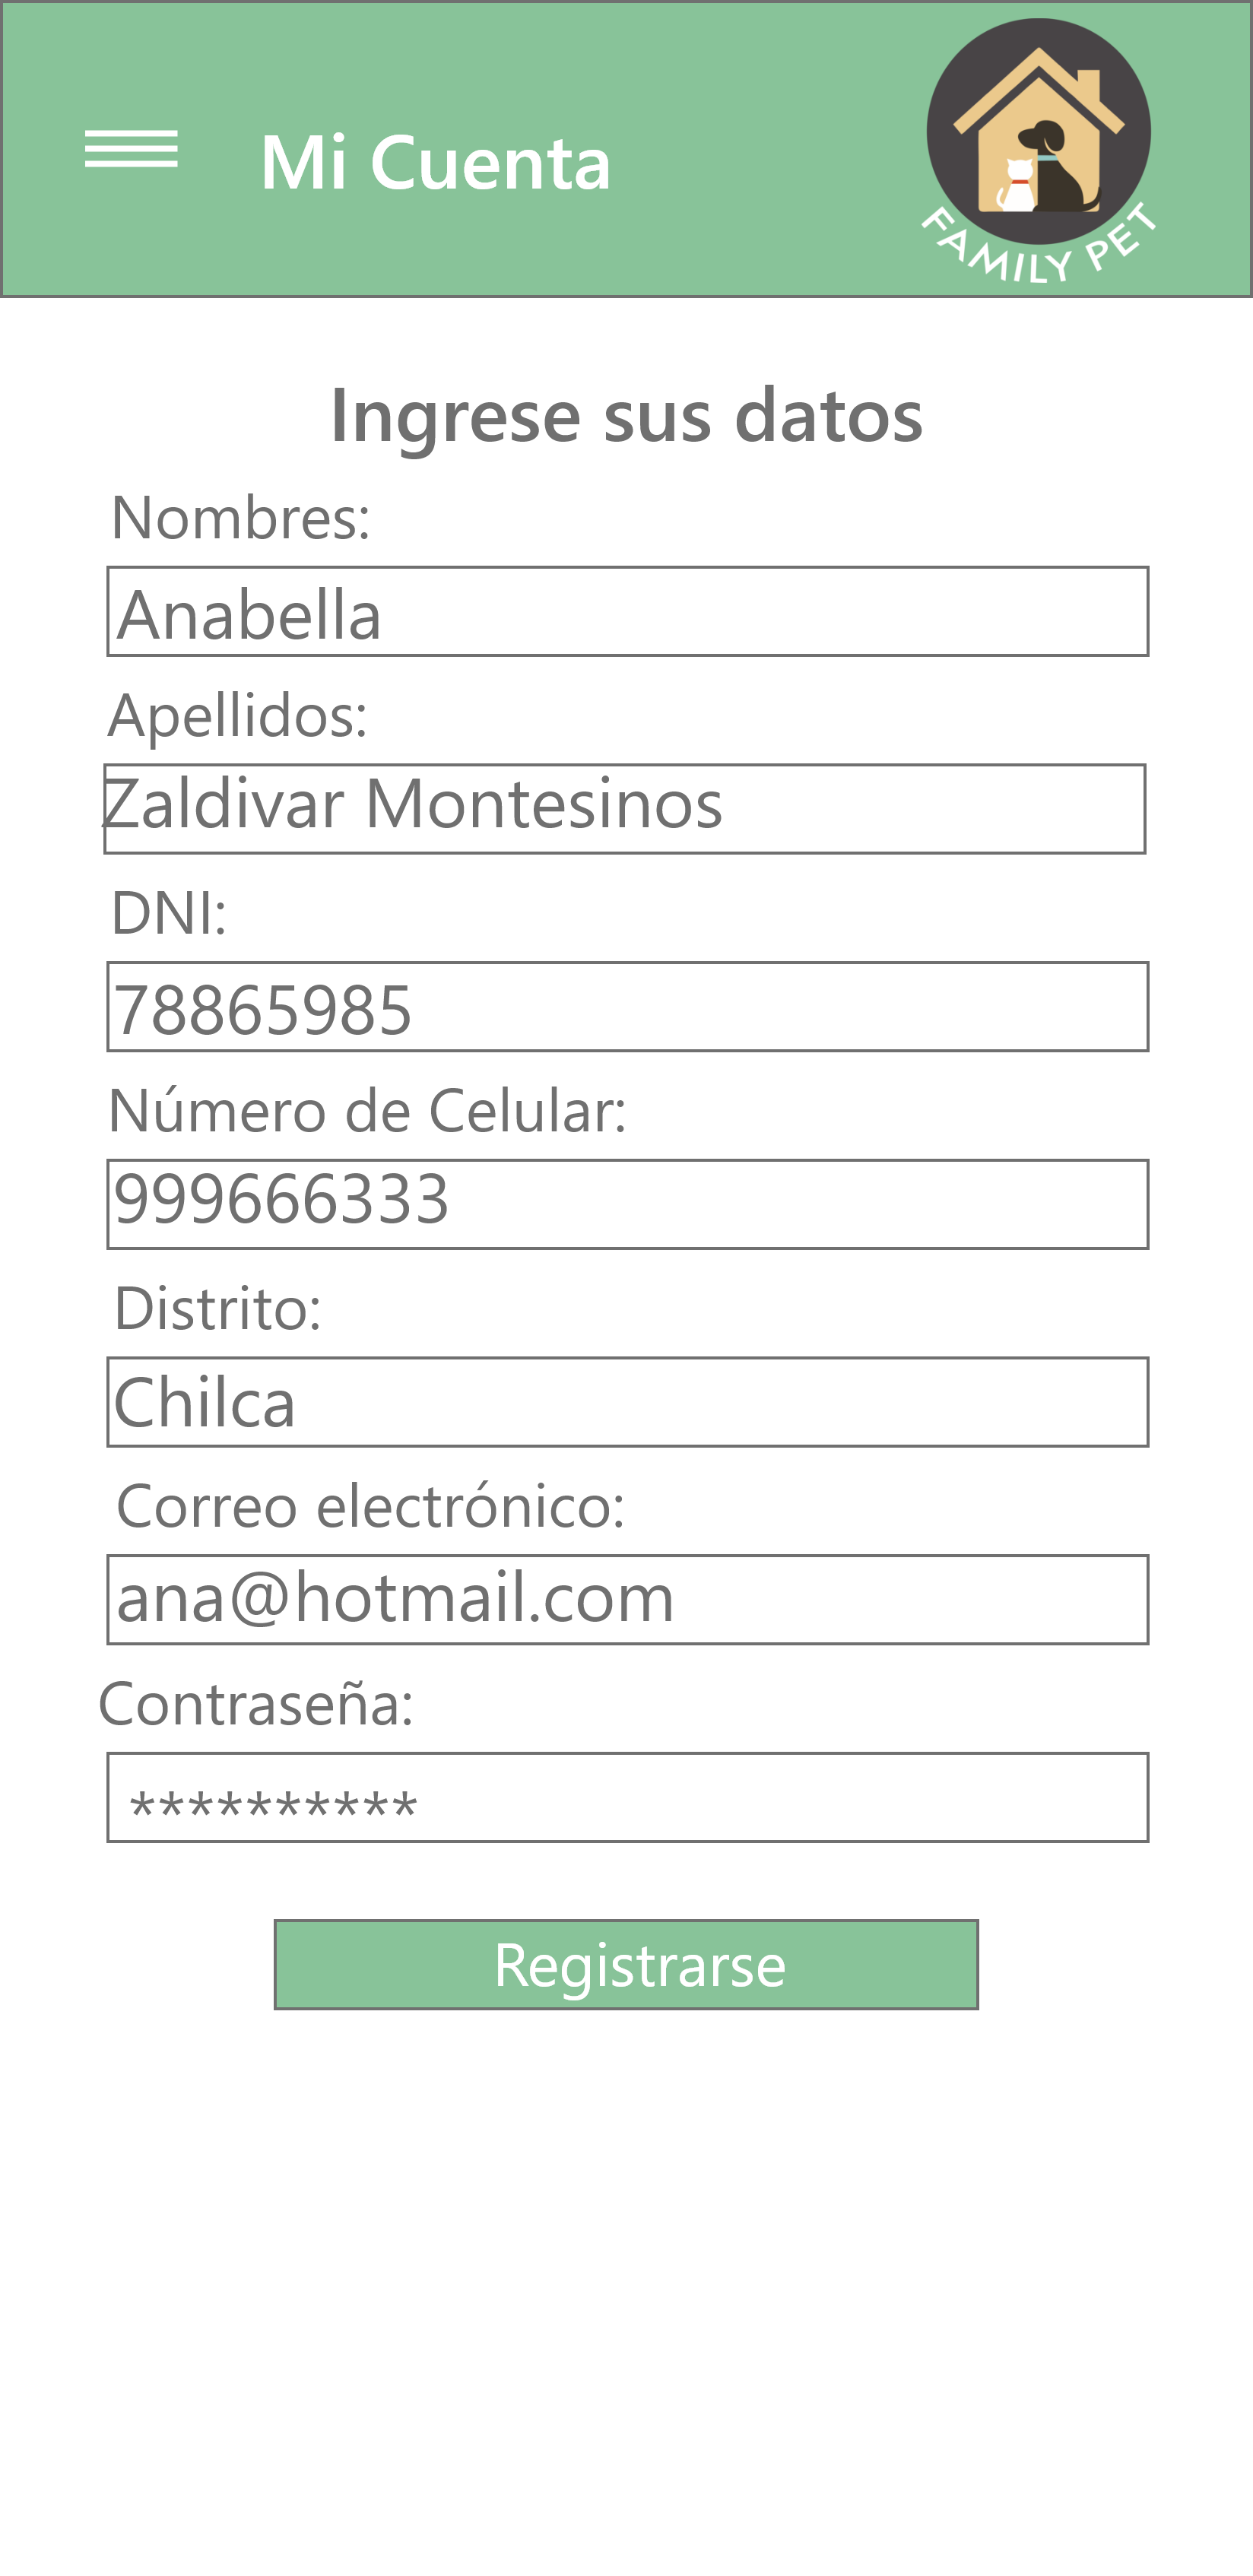 Mi Cuenta
FAMILY PET
Ingrese sus datos
Nombres:
Anabella
Apellidos:
Zaldivar Montesinos
DNI:
78865985
Número de Celular:
999666333
Distrito:
Chilca
Correo electrónico:
ana@hotmail.com
Contraseña:
**********
Registrarse